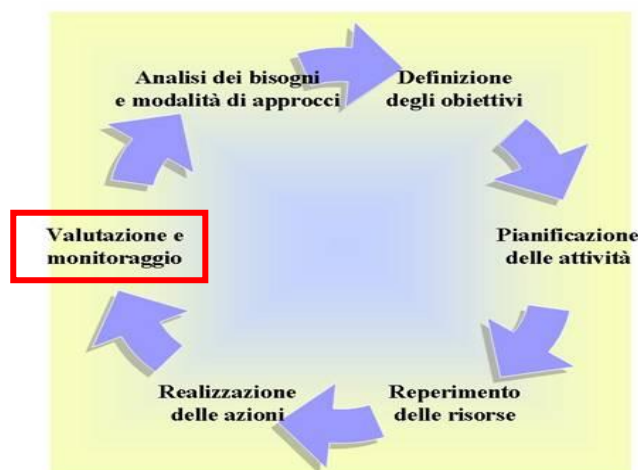 Analisi dei bisogni
e modalità di approcci
Definizione
degli obiettivi
Pianificazione
delle attività
Reperimento
delle risorse
Realizzazione
delle azioni
Valutazione e
monitoraggio